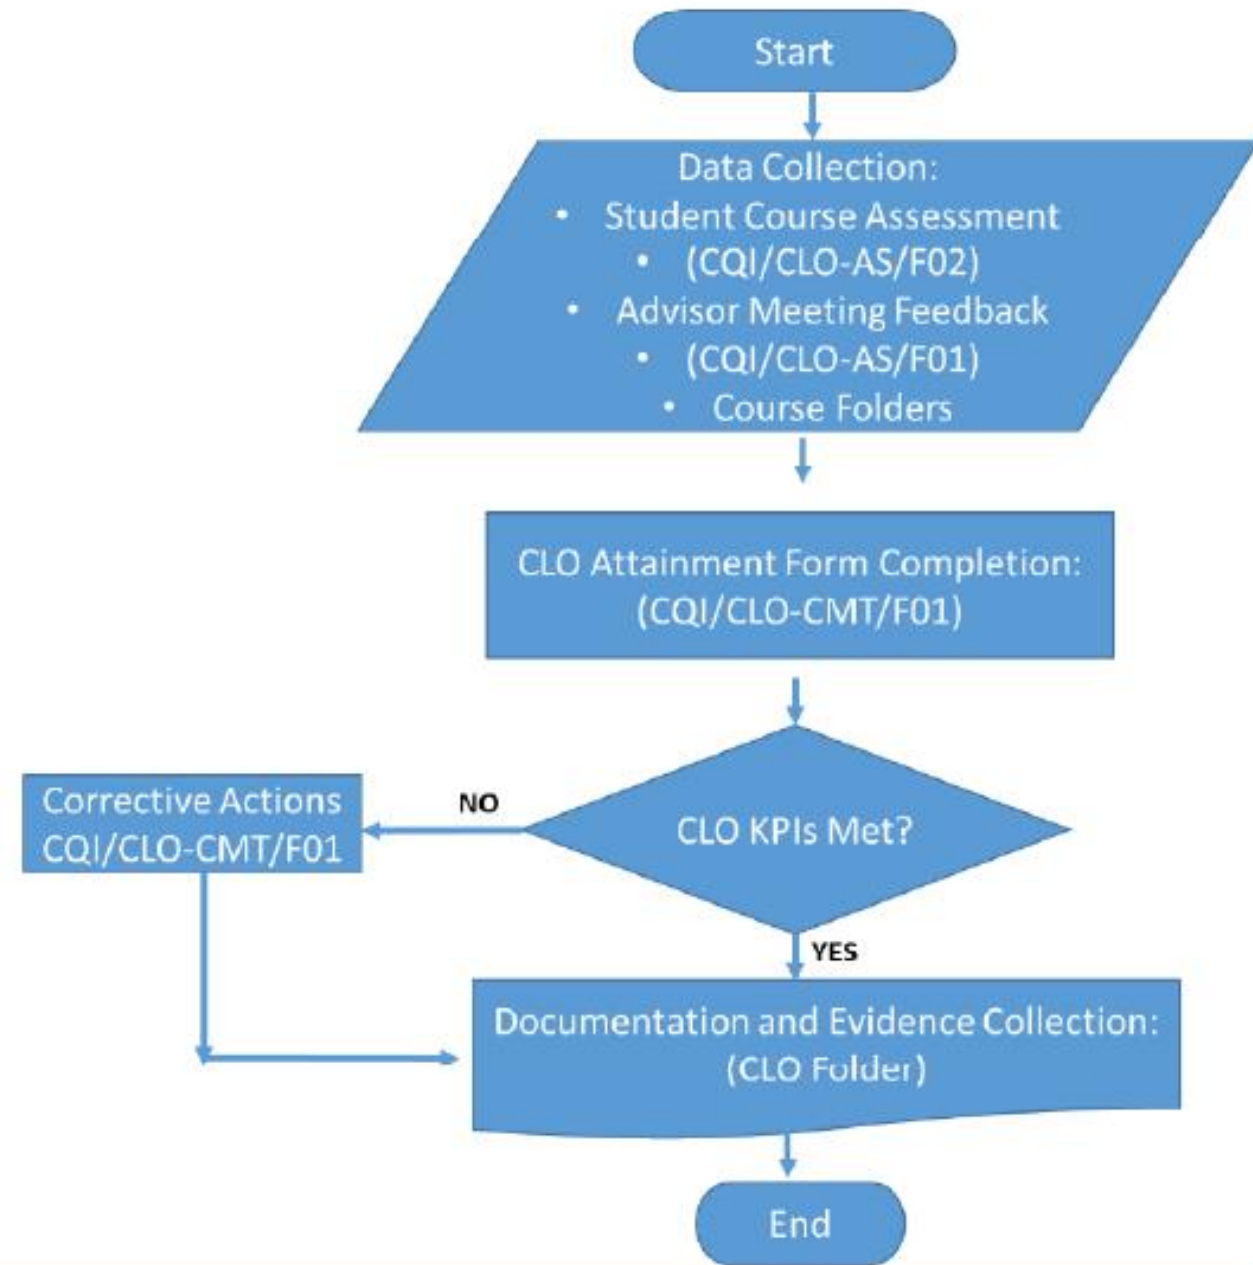 Start
Data Collection:
• Student Course Assessment
• (CQI/CLO-AS/F02)
• Advisor Meeting Feedback
• (CQI/CLO-AS/F01)
• Course Folders
CLO Attainment Form Completion:
(CQI/CLO-CMT/F01)
CLO KPIs Met?
NO
Corrective Actions
CQI/CLO-CMT/F01
YES
Documentation and Evidence Collection:
(CLO Folder)
End